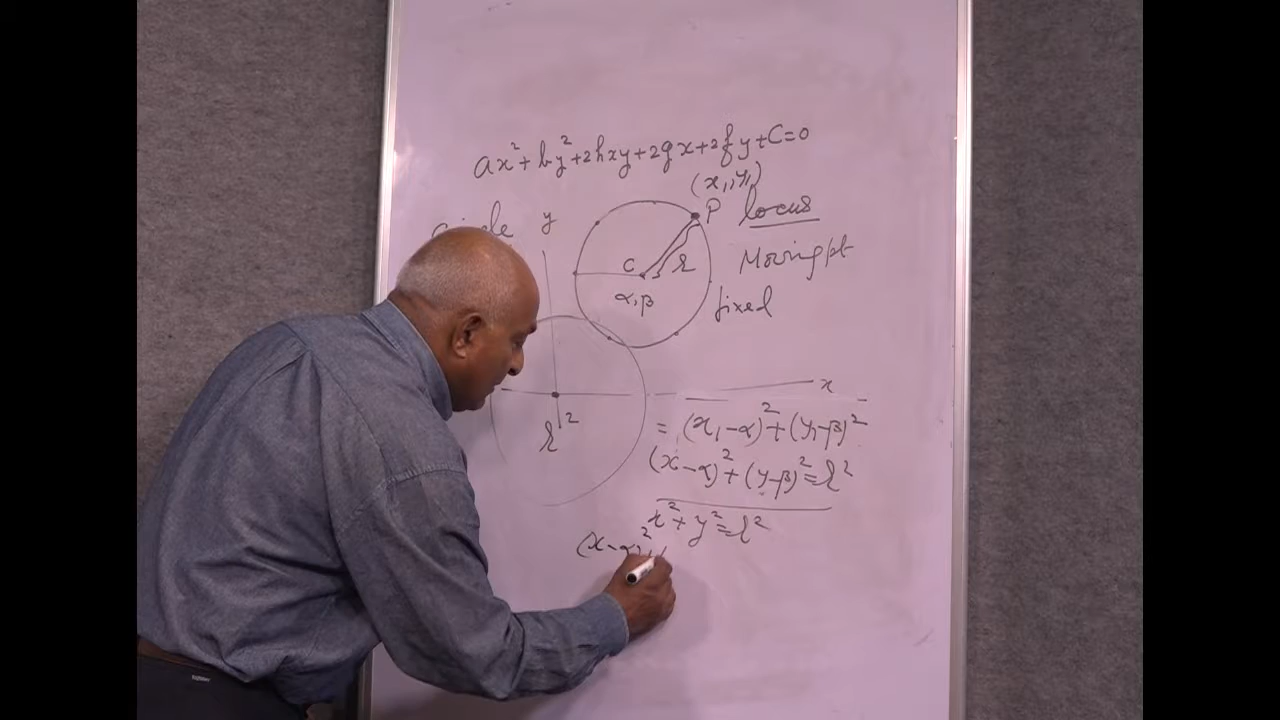 ax²+by²+2hxy+2gx+2fy+C=0
(x₁,y₁)
circle
y
P
locus
C
r
Moving pt
α,β
fixed
x
r²
= (x₁-α)²+(y₁-β)²
(x-α)²+(y-β)²=r²
x²+y²=r²
(x-α)²